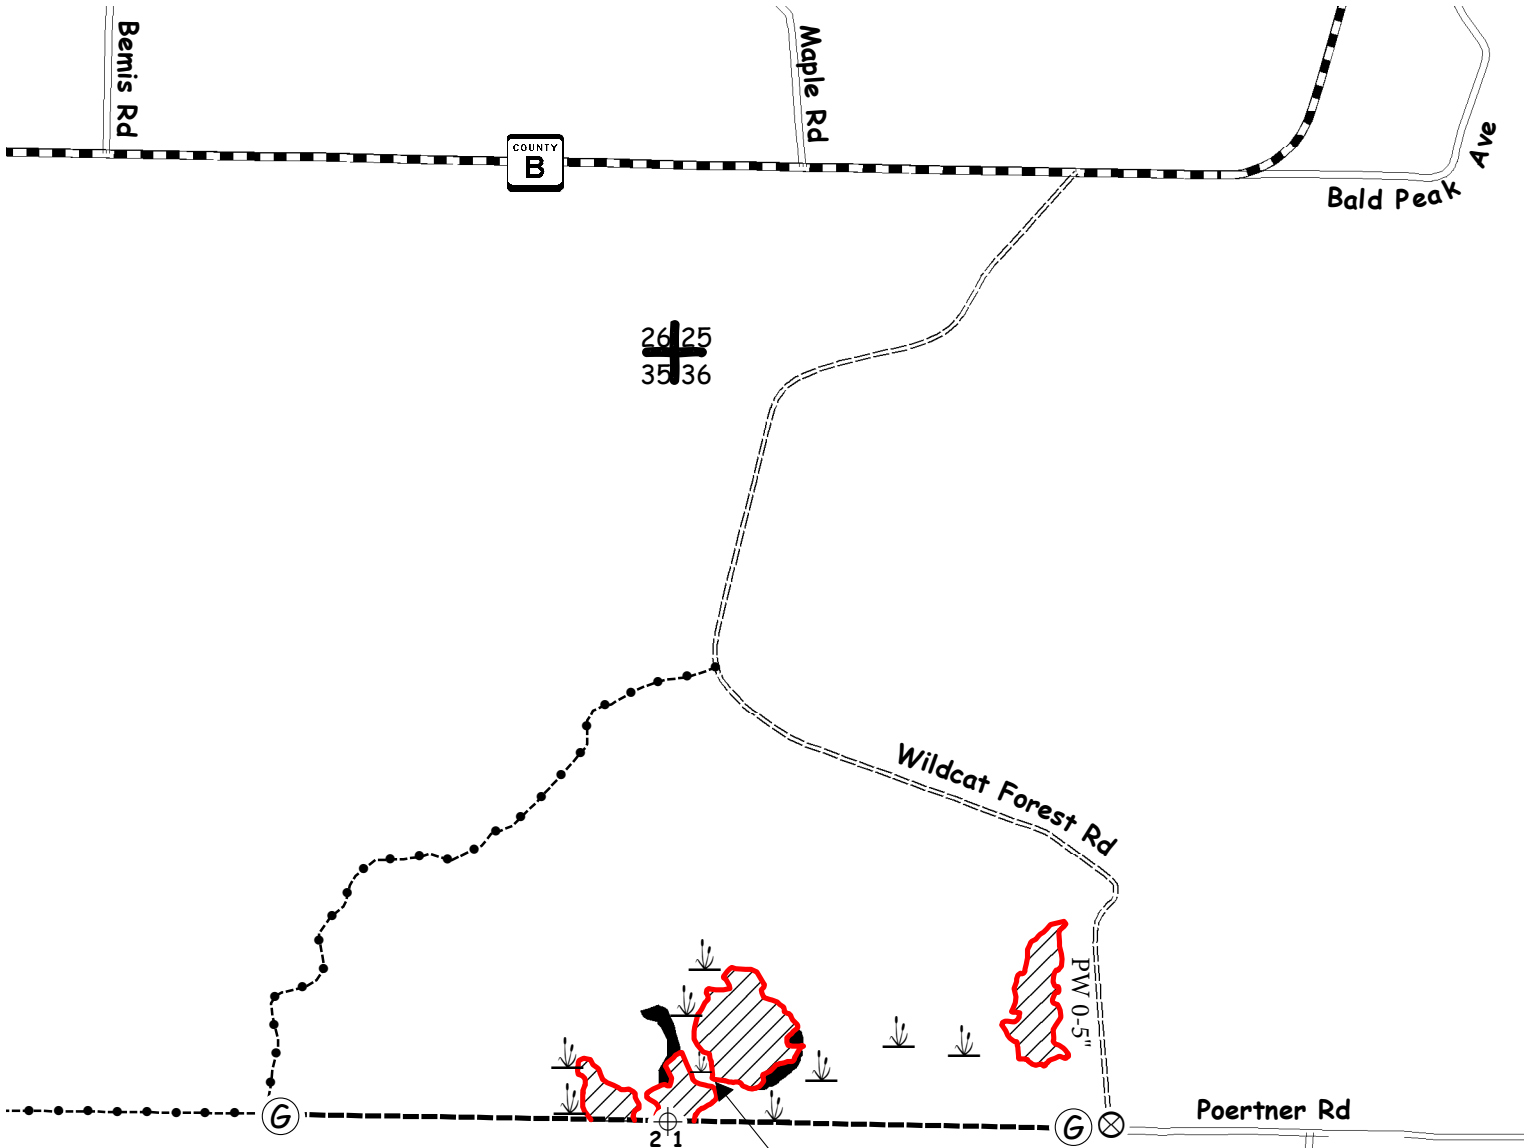 Bemis Rd
Maple Rd
COUNTY
B
Bald Peak Ave
26 25
35 36
Wildcat Forest Rd
PW 0-5"
G
G
Poertner Rd
2 1